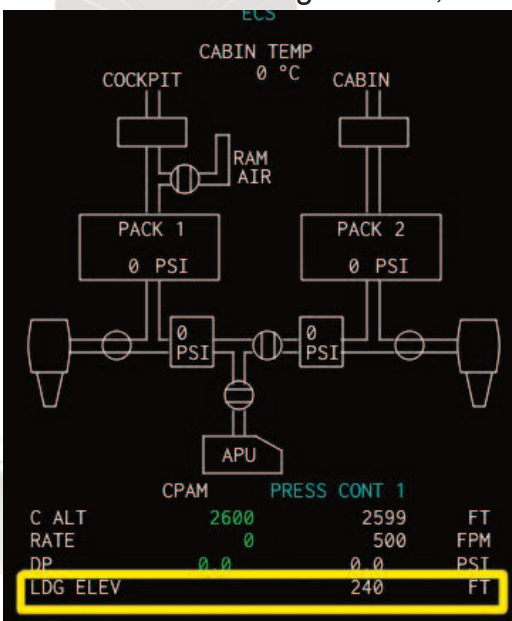 ECS
CABIN TEMP
0 °C
COCKPIT
CABIN
RAM
AIR
PACK 1
0 PSI
PACK 2
0 PSI
0
PSI
0
PSI
APU
CPAM PRESS CONT 1
C ALT 2600 2599 FT
RATE 0 500 FPM
DP 0.0 0.0 PSI
LDG ELEV 240 FT